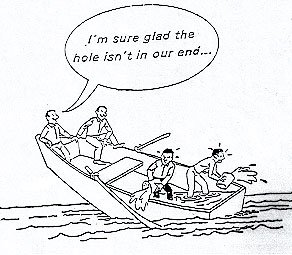 I'm sure glad the
hole isn't in our end...